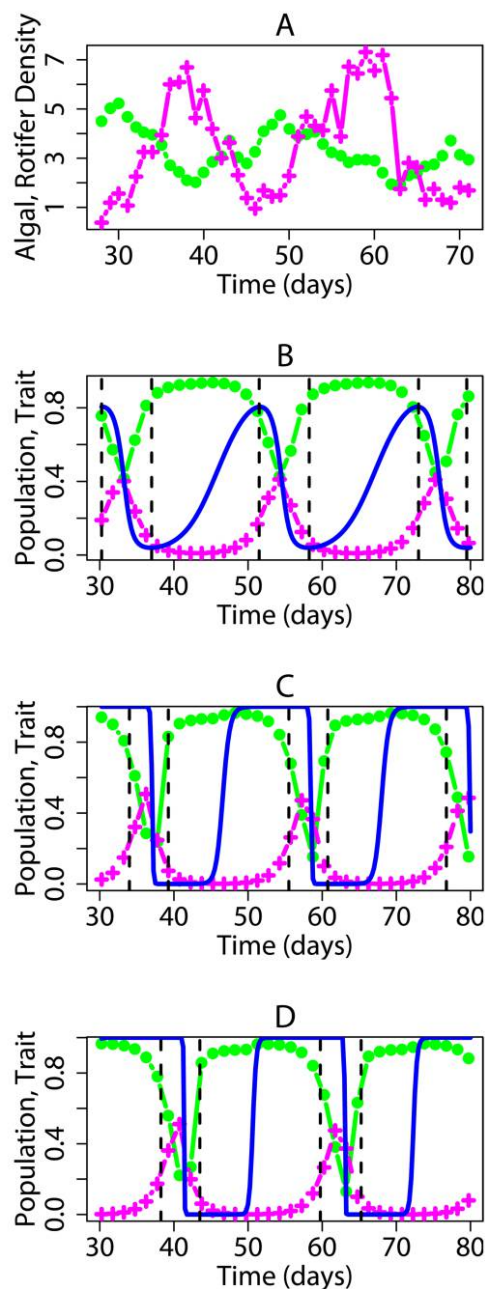 A
Algal, Rotifer Density
7
5
3
1
30 40 50 60 70
Time (days)
B
Population, Trait
0.8
0.4
0.0
30 40 50 60 70 80
Time (days)
C
Population, Trait
0.8
0.4
0.0
30 40 50 60 70 80
Time (days)
D
Population, Trait
0.8
0.4
0.0
30 40 50 60 70 80
Time (days)